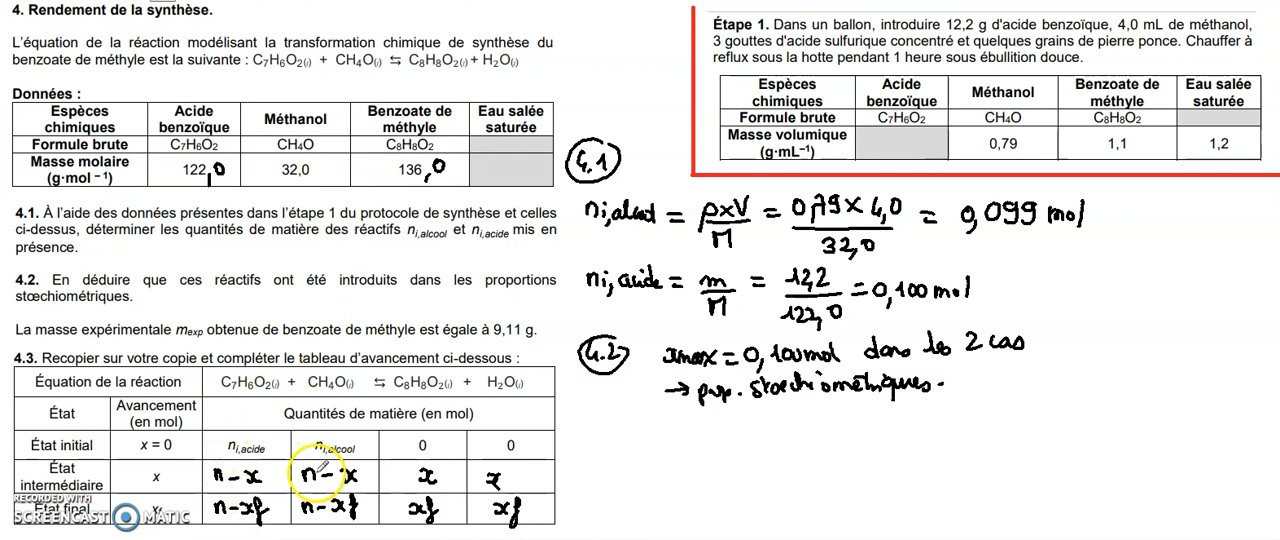 4. Rendement de la synthèse.
L'équation de la réaction modélisant la transformation chimique de synthèse du
benzoate de méthyle est la suivante : C₇H₆O₂₍ₗ₎ + CH₄O₍ₗ₎ ⇆ C₈H₈O₂₍ₗ₎ + H₂O₍ₗ₎
Données :
Espèces chimiques | Acide benzoïque | Méthanol | Benzoate de méthyle | Eau salée saturée
Formule brute | C₇H₆O₂ | CH₄O | C₈H₈O₂
Masse molaire (g·mol⁻¹) | 122,0 | 32,0 | 136,0
4.1. À l'aide des données présentes dans l'étape 1 du protocole de synthèse et celles
ci-dessus, déterminer les quantités de matière des réactifs ni,alcool et ni,acide mis en
présence.
4.2. En déduire que ces réactifs ont été introduits dans les proportions
stœchiométriques.
La masse expérimentale mexp obtenue de benzoate de méthyle est égale à 9,11 g.
4.3. Recopier sur votre copie et compléter le tableau d'avancement ci-dessous :
Équation de la réaction | C₇H₆O₂₍ₗ₎ + CH₄O₍ₗ₎ ⇆ C₈H₈O₂₍ₗ₎ + H₂O₍ₗ₎
État | Avancement (en mol) | Quantités de matière (en mol)
État initial | x = 0 | ni,acide | ni,alcool | 0 | 0
État intermédiaire | x | n-x | n-x | x | x
État final | xf | n-xf | n-xf | xf | xf
RECORDED WITH
SCREENCAST MATIC
Étape 1. Dans un ballon, introduire 12,2 g d'acide benzoïque, 4,0 mL de méthanol,
3 gouttes d'acide sulfurique concentré et quelques grains de pierre ponce. Chauffer à
reflux sous la hotte pendant 1 heure sous ébullition douce.
Espèces chimiques | Acide benzoïque | Méthanol | Benzoate de méthyle | Eau salée saturée
Formule brute | C₇H₆O₂ | CH₄O | C₈H₈O₂
Masse volumique (g·mL⁻¹) | 0,79 | 1,1 | 1,2
4.1
ni,alcool = ρxV/M = 0,79 x 4,0/32,0 = 0,099 mol
ni,acide = m/M = 12,2/122,0 = 0,100 mol
4.2 xmax = 0,100 mol dans les 2 cas
→ prop. stoechiométriques.